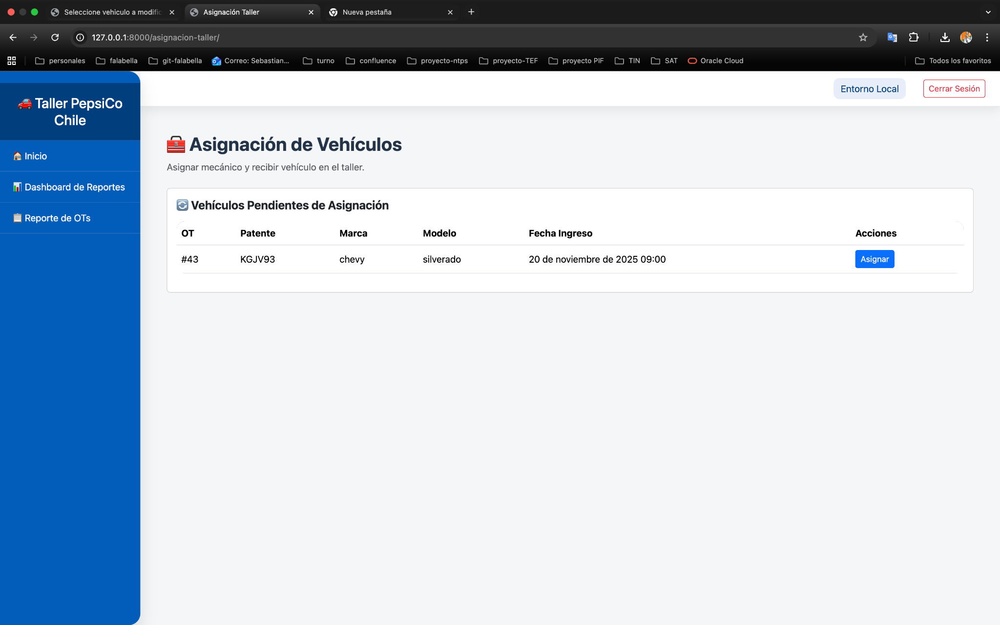 Seleccione vehiculo a modific
Asignación Taller
Nueva pestaña
127.0.0.1:8000/asignacion-taller/
personales
falabella
git-falabella
Correo: Sebastian...
turno
confluence
proyecto-ntps
proyecto-TEF
proyecto PIF
TIN
SAT
Oracle Cloud
Todos los favoritos
Taller PepsiCo
Chile
Entorno Local
Cerrar Sesión
Inicio
Dashboard de Reportes
Reporte de OTs
Asignación de Vehículos
Asignar mecánico y recibir vehículo en el taller.
Vehículos Pendientes de Asignación
OT Patente Marca Modelo Fecha Ingreso Acciones
#43 KGJV93 chevy silverado 20 de noviembre de 2025 09:00 Asignar